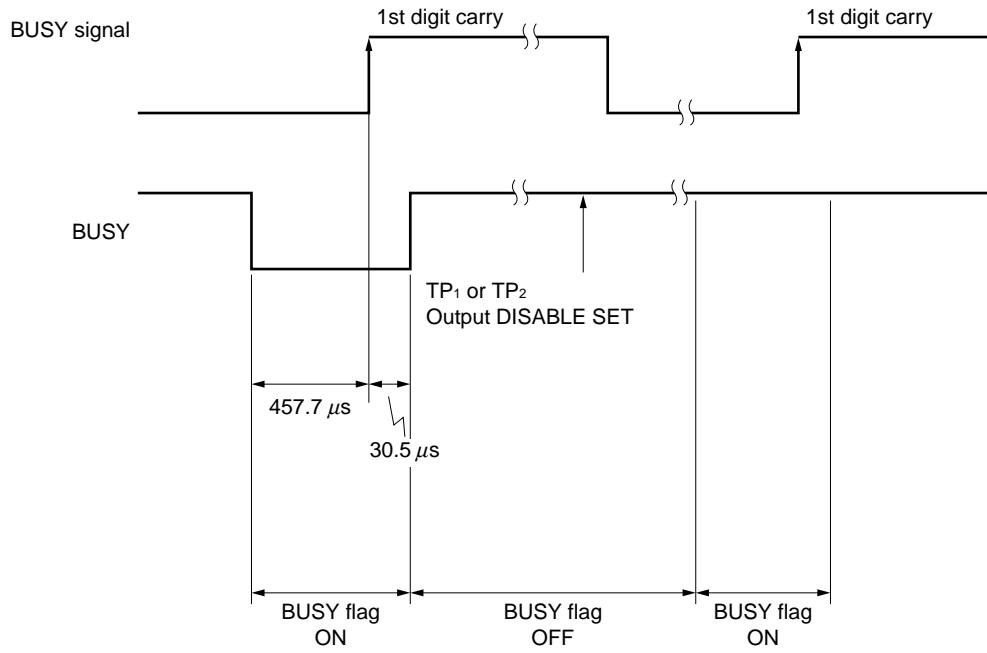 1st digit carry
1st digit carry
BUSY signal
BUSY
TP₁ or TP₂
Output DISABLE SET
457.7 μs
30.5 μs
BUSY flag
ON
BUSY flag
OFF
BUSY flag
ON